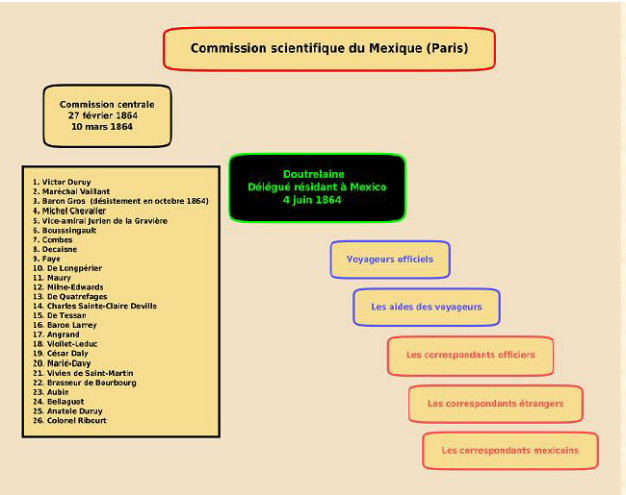 Commission scientifique du Mexique (Paris)
Commission centrale
27 février 1864
10 mars 1864
Doutrelaine
Délégué résidant à Mexico
4 juin 1864
1. Victor Duruy
2. Maréchal Vaillant
3. Baron Gros (désistement en octobre 1864)
4. Michel Chevalier
5. Vice-amiral Jurien de la Gravière
6. Bousssingault
7. Combes
8. Decaisne
9. Faye
10. De Longpérier
11. Maury
12. Milne-Edwards
13. De Quatrefages
14. Charles Sainte-Claire Deville
15. De Tessan
16. Baron Larrey
17. Angrand
18. Viollet-Leduc
19. César Daly
20. Marié-Davy
21. Vivien de Saint-Martin
22. Brasseur de Bourbourg
23. Aubin
24. Bellaguet
25. Anatole Duruy
26. Colonel Ribourt
Voyageurs officiels
Les aides des voyageurs
Les correspondants officiers
Les correspondants étrangers
Les correspondants mexicains